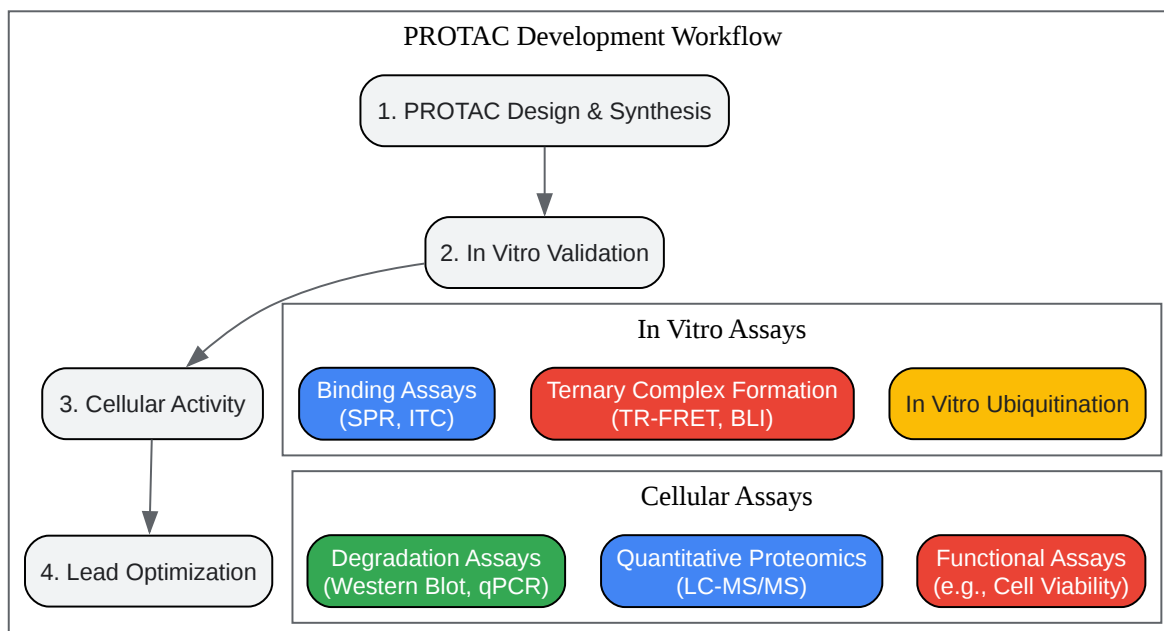 PROTAC Development Workflow
1. PROTAC Design & Synthesis
2. In Vitro Validation
In Vitro Assays
Binding Assays
(SPR, ITC)
Ternary Complex Formation
(TR-FRET, BLI)
In Vitro Ubiquitination
3. Cellular Activity
Cellular Assays
Degradation Assays
(Western Blot, qPCR)
Quantitative Proteomics
(LC-MS/MS)
Functional Assays
(e.g., Cell Viability)
4. Lead Optimization